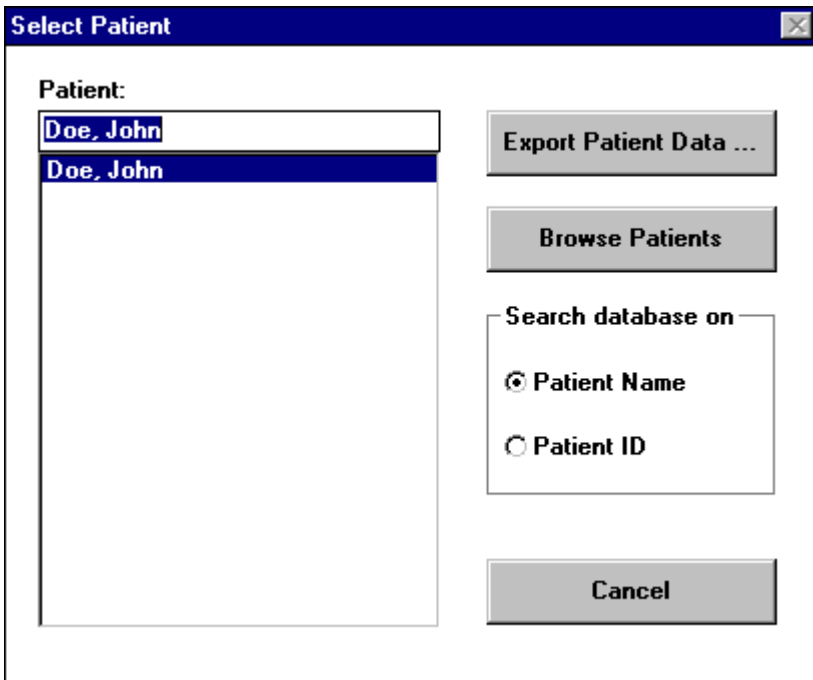 Select Patient
Patient:
Doe, John
Doe, John
Export Patient Data ...
Browse Patients
Search database on
Patient Name
Patient ID
Cancel